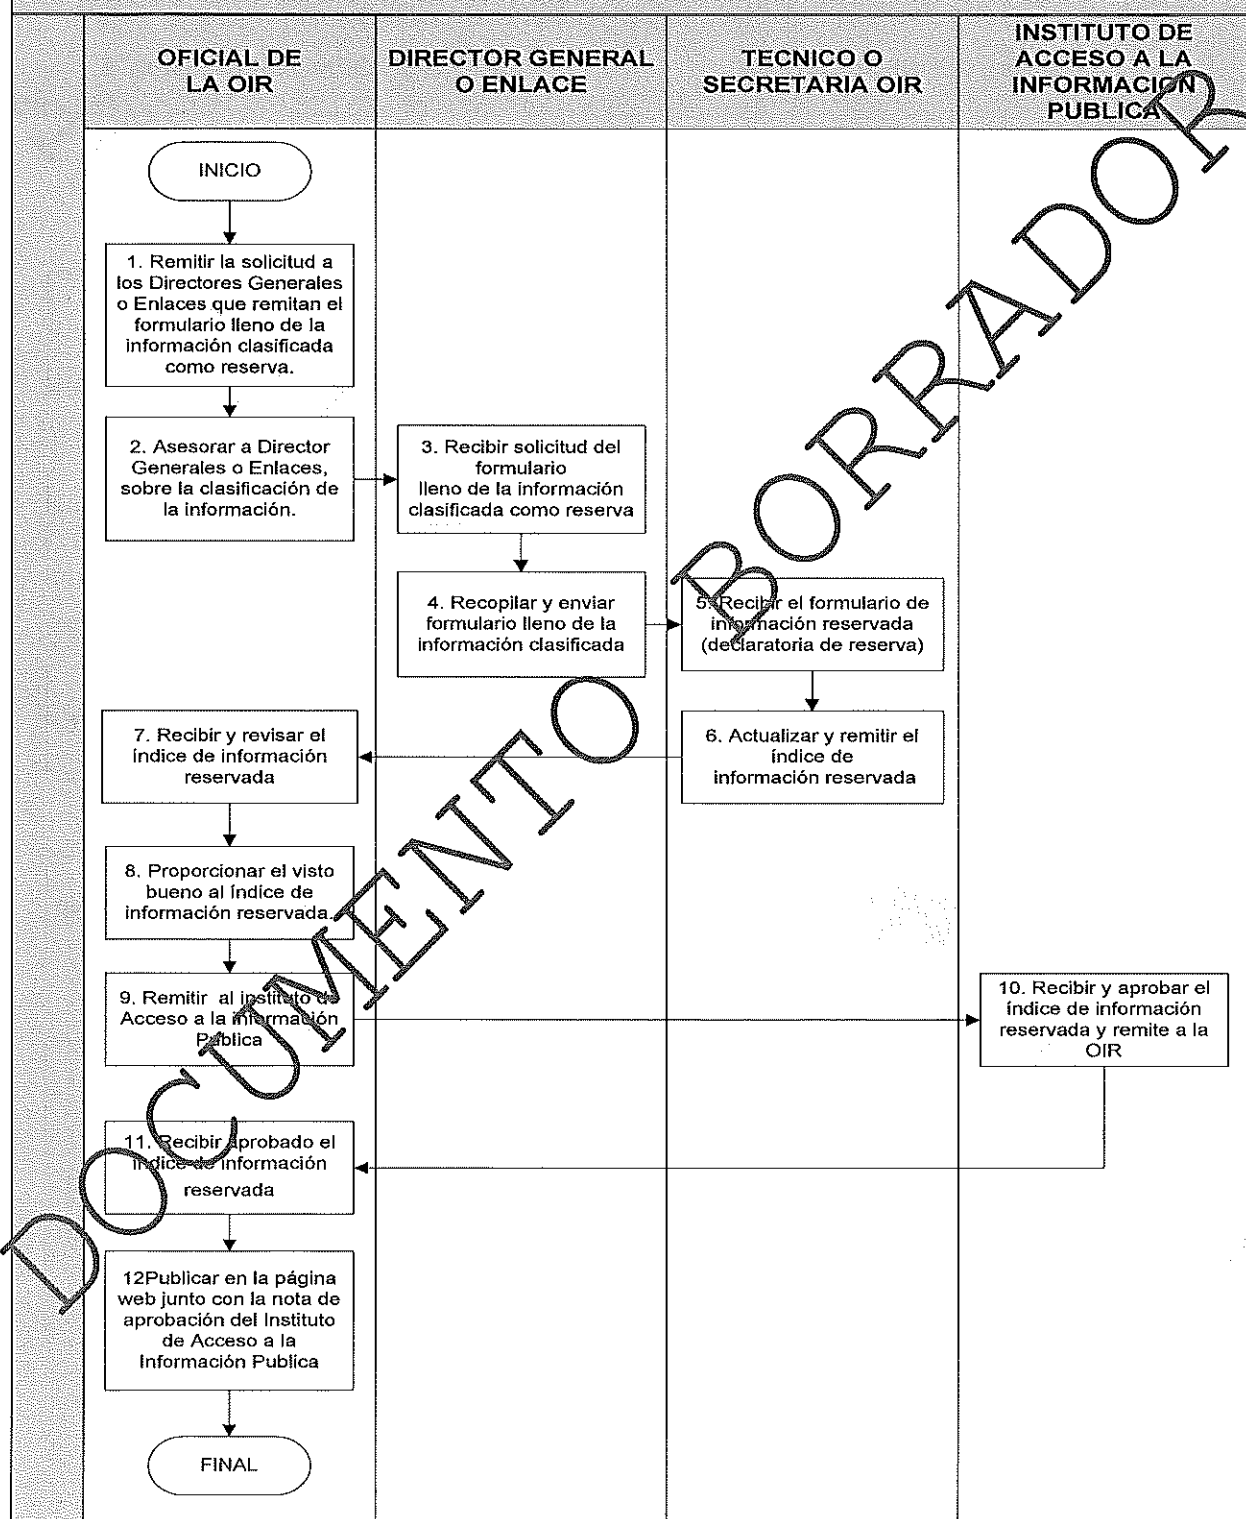 OFICIAL DE
LA OIR
DIRECTOR GENERAL
O ENLACE
TECNICO O
SECRETARIA OIR
INSTITUTO DE
ACCESO A LA
INFORMACION
PUBLICA
INICIO
1. Remitir la solicitud a
los Directores Generales
o Enlaces que remitan el
formulario lleno de la
información clasificada
como reserva.
2. Asesorar a Director
Generales o Enlaces,
sobre la clasificación de
la información.
3. Recibir solicitud del
formulario
lleno de la información
clasificada como reserva
4. Recopilar y enviar
formulario lleno de la
información clasificada
5. Recibir el formulario de
información reservada
(declaratoria de reserva)
6. Actualizar y remitir el
índice de
información reservada
7. Recibir y revisar el
índice de información
reservada
8. Proporcionar el visto
bueno al índice de
información reservada.
9. Remitir al instituto de
Acceso a la información
Publica
10. Recibir y aprobar el
índice de información
reservada y remite a la
OIR
11. Recibir aprobado el
índice de información
reservada
12Publicar en la página
web junto con la nota de
aprobación del Instituto
de Acceso a la
Información Publica
FINAL
DOCUMENTO BORRADOR